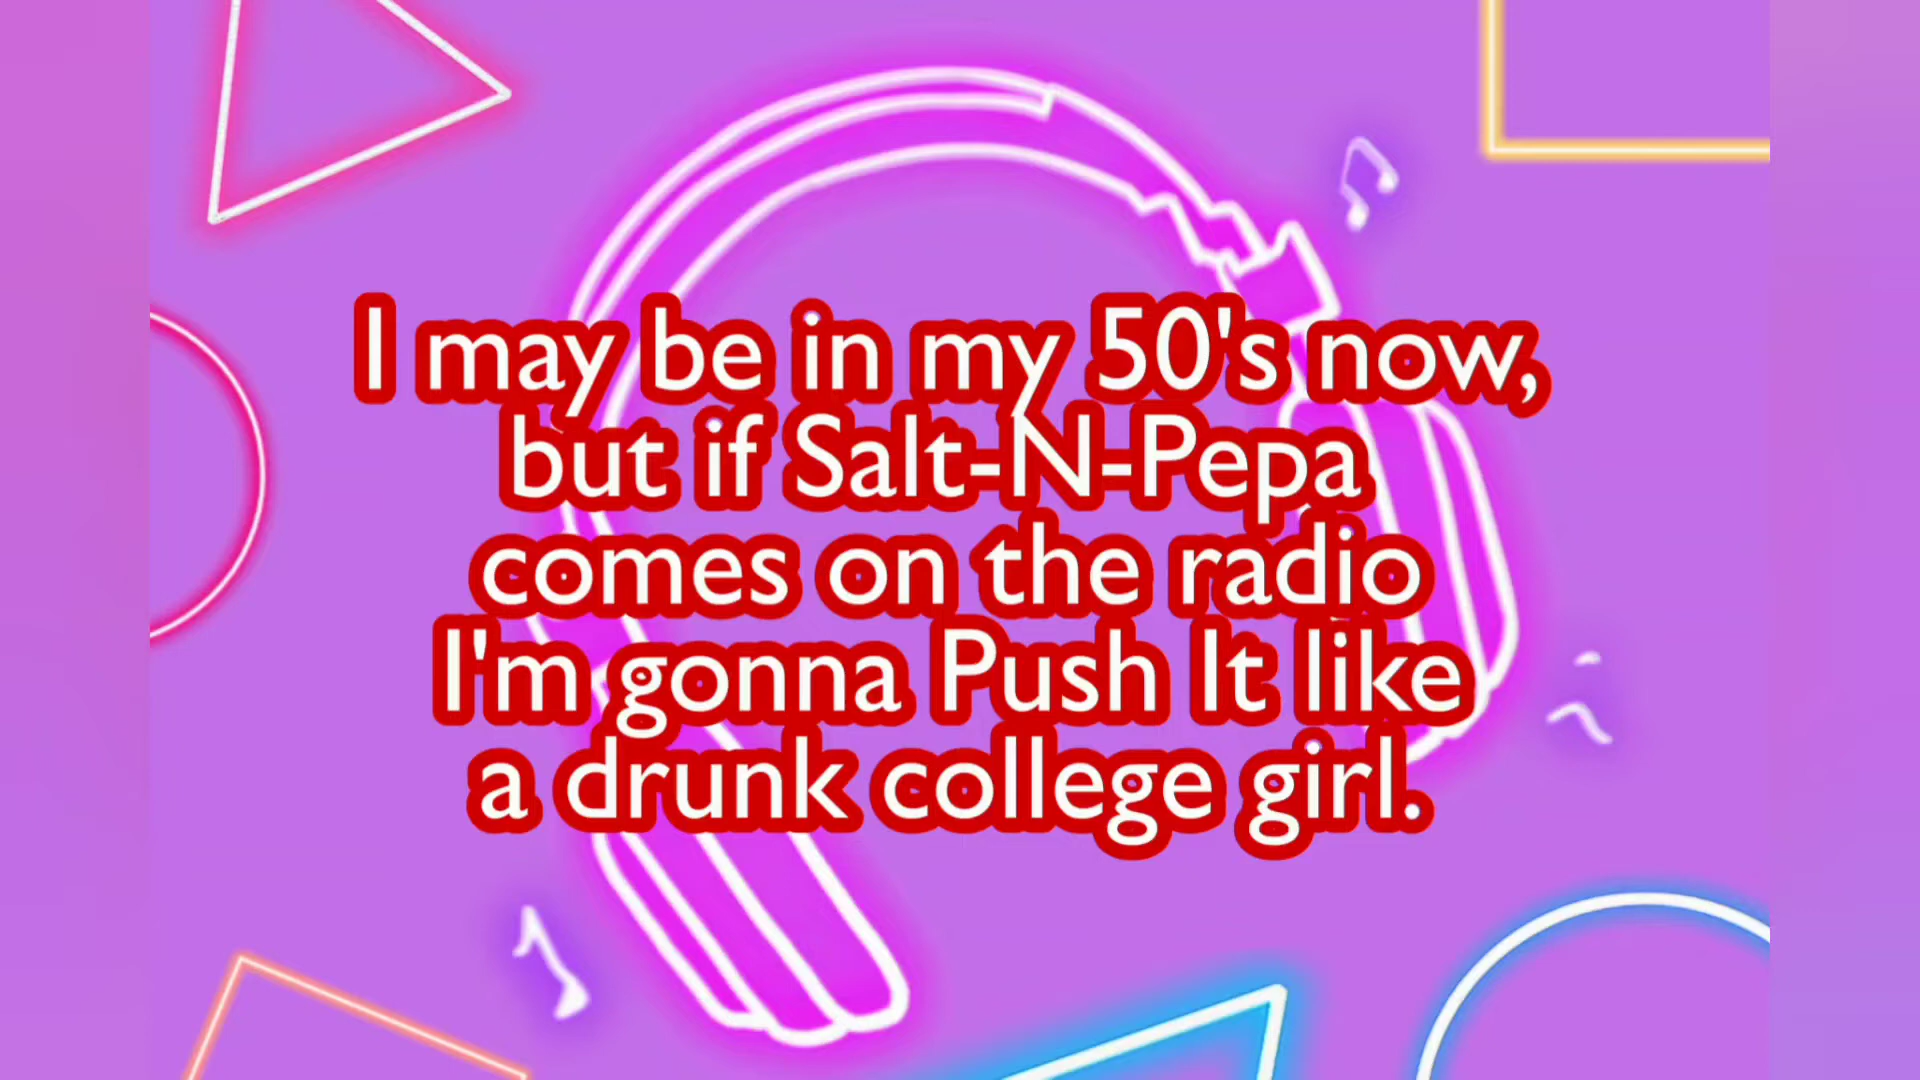 I may be in my 50's now,
but if Salt-N-Pepa
comes on the radio
I'm gonna Push It like
a drunk college girl.